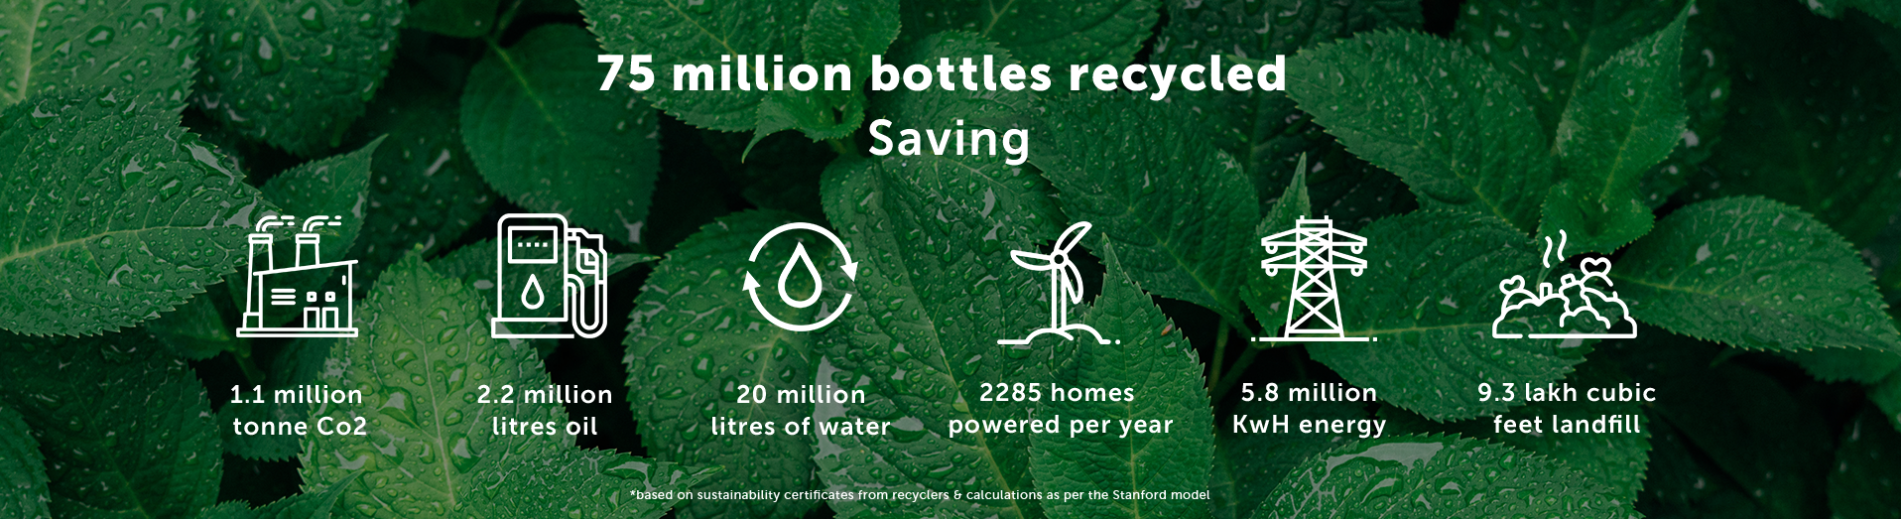 75 million bottles recycled
Saving
1.1 million
tonne Co2
2.2 million
litres oil
20 million
litres of water
2285 homes
powered per year
5.8 million
KwH energy
9.3 lakh cubic
feet landfill
*based on sustainability certificates from recyclers & calculations as per the Stanford model